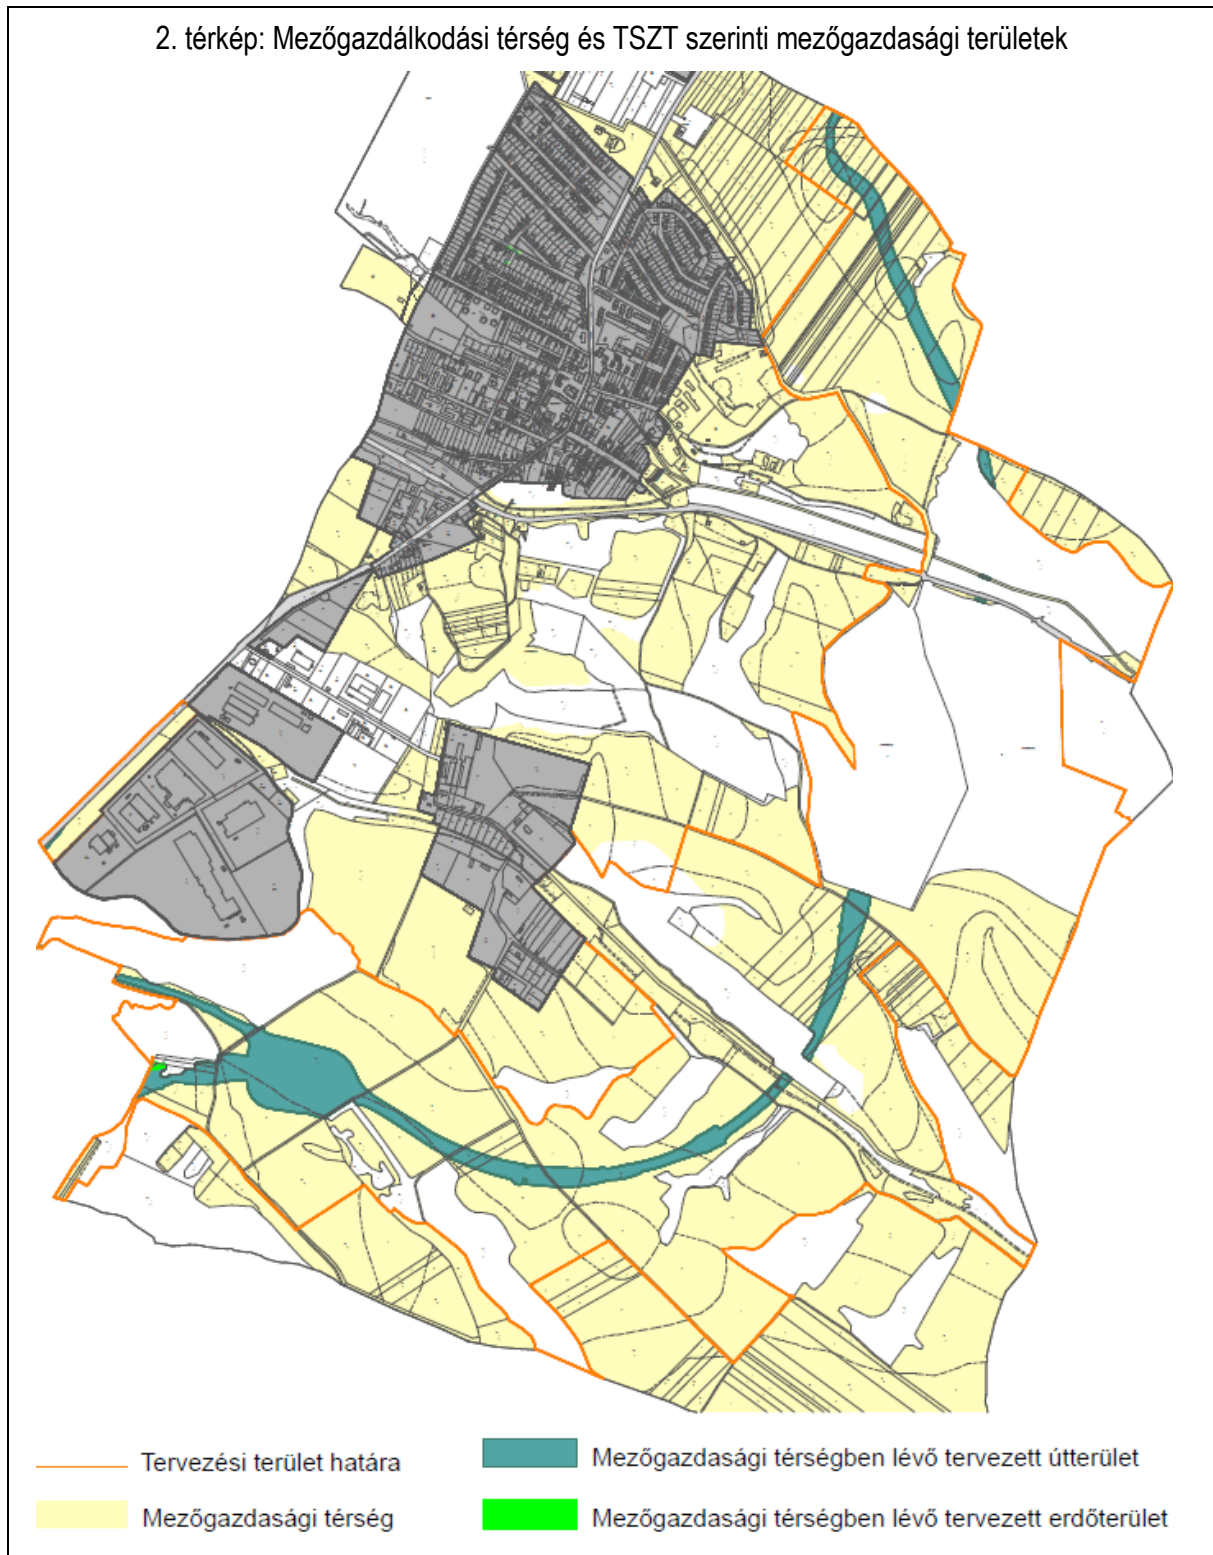 2. térkép: Mezőgazdálkodási térség és TSZT szerinti mezőgazdasági területek
Tervezési terület határa
Mezőgazdasági térségben lévő tervezett útterület
Mezőgazdasági térség
Mezőgazdasági térségben lévő tervezett erdőterület